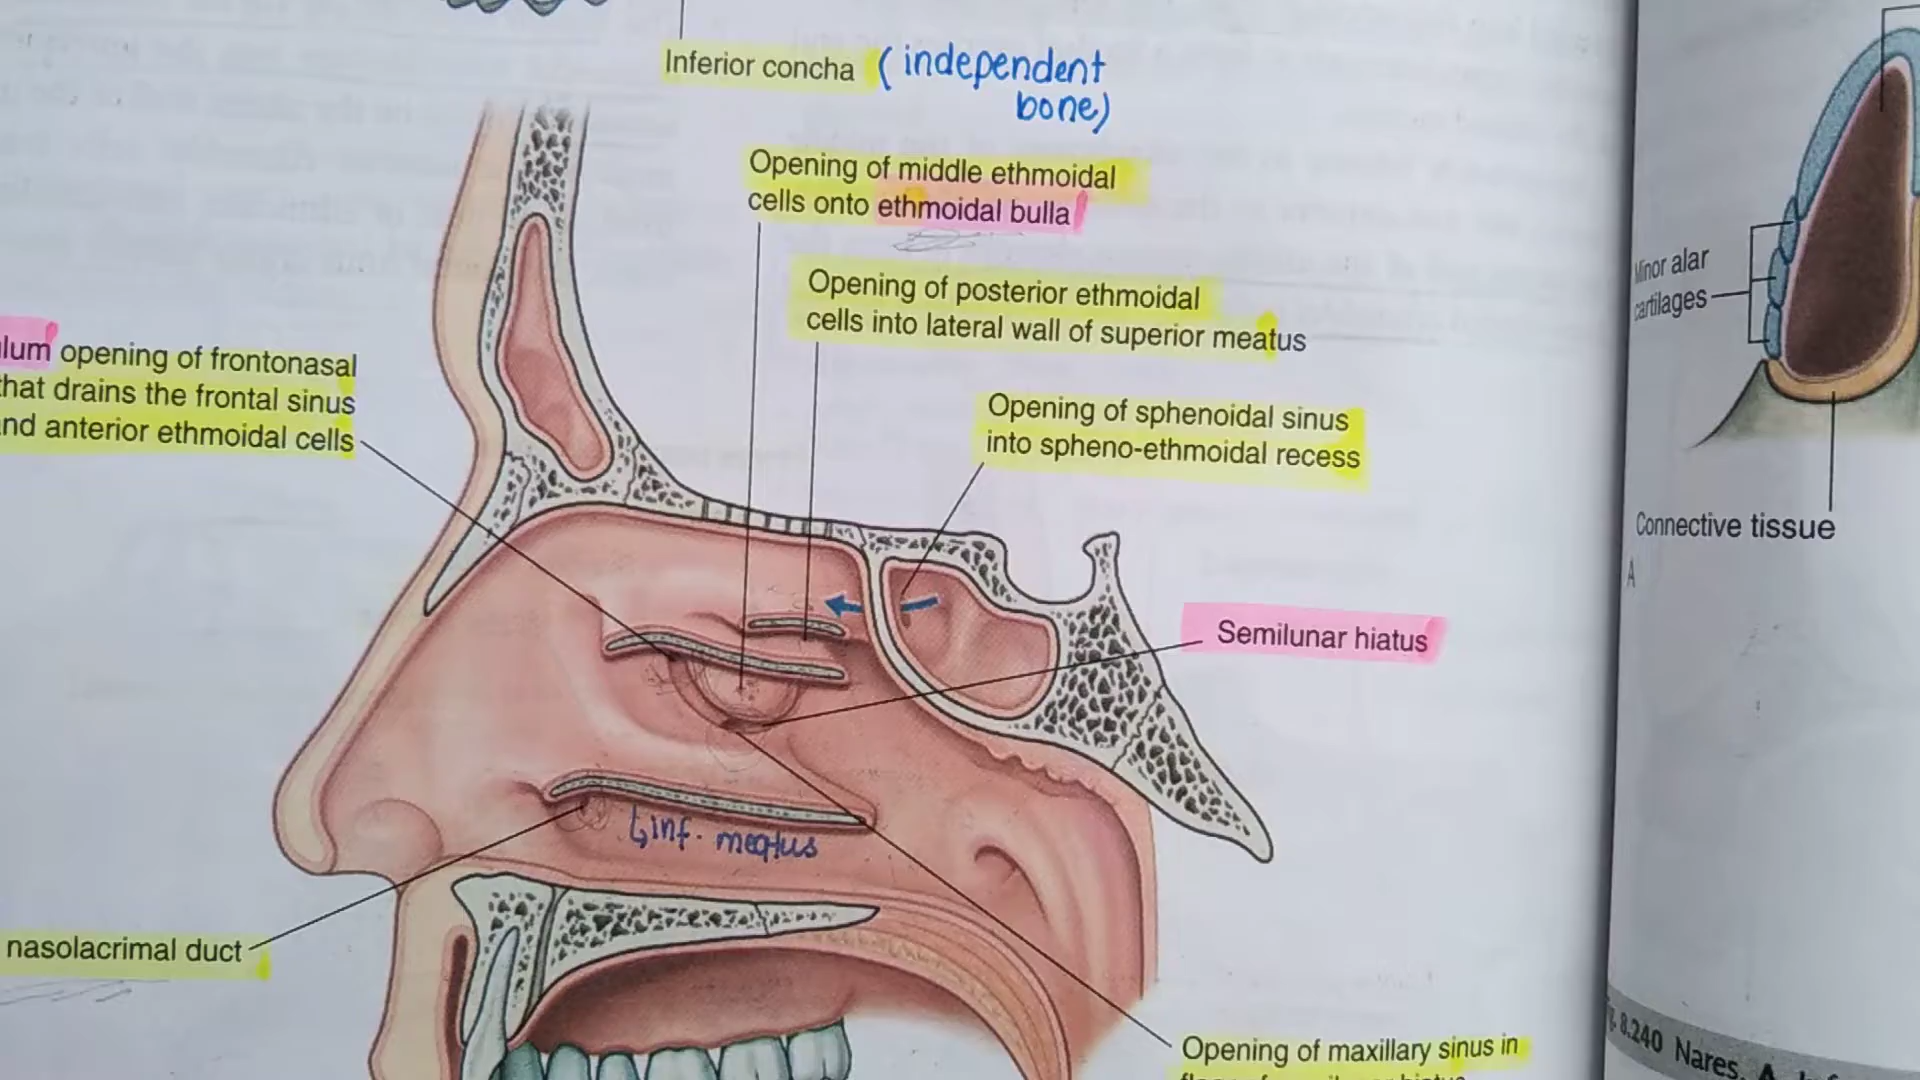 Inferior concha (independent
bone)
Opening of middle ethmoidal
cells onto ethmoidal bulla
Opening of posterior ethmoidal
cells into lateral wall of superior meatus
opening of frontonasal
that drains the frontal sinus
anterior ethmoidal cells
Opening of sphenoidal sinus
into spheno-ethmoidal recess
Semilunar hiatus
inf. meatus
nasolacrimal duct
Opening of maxillary sinus in
Minor alar
cartilages
Connective tissue
A
8.240 Nares. A.